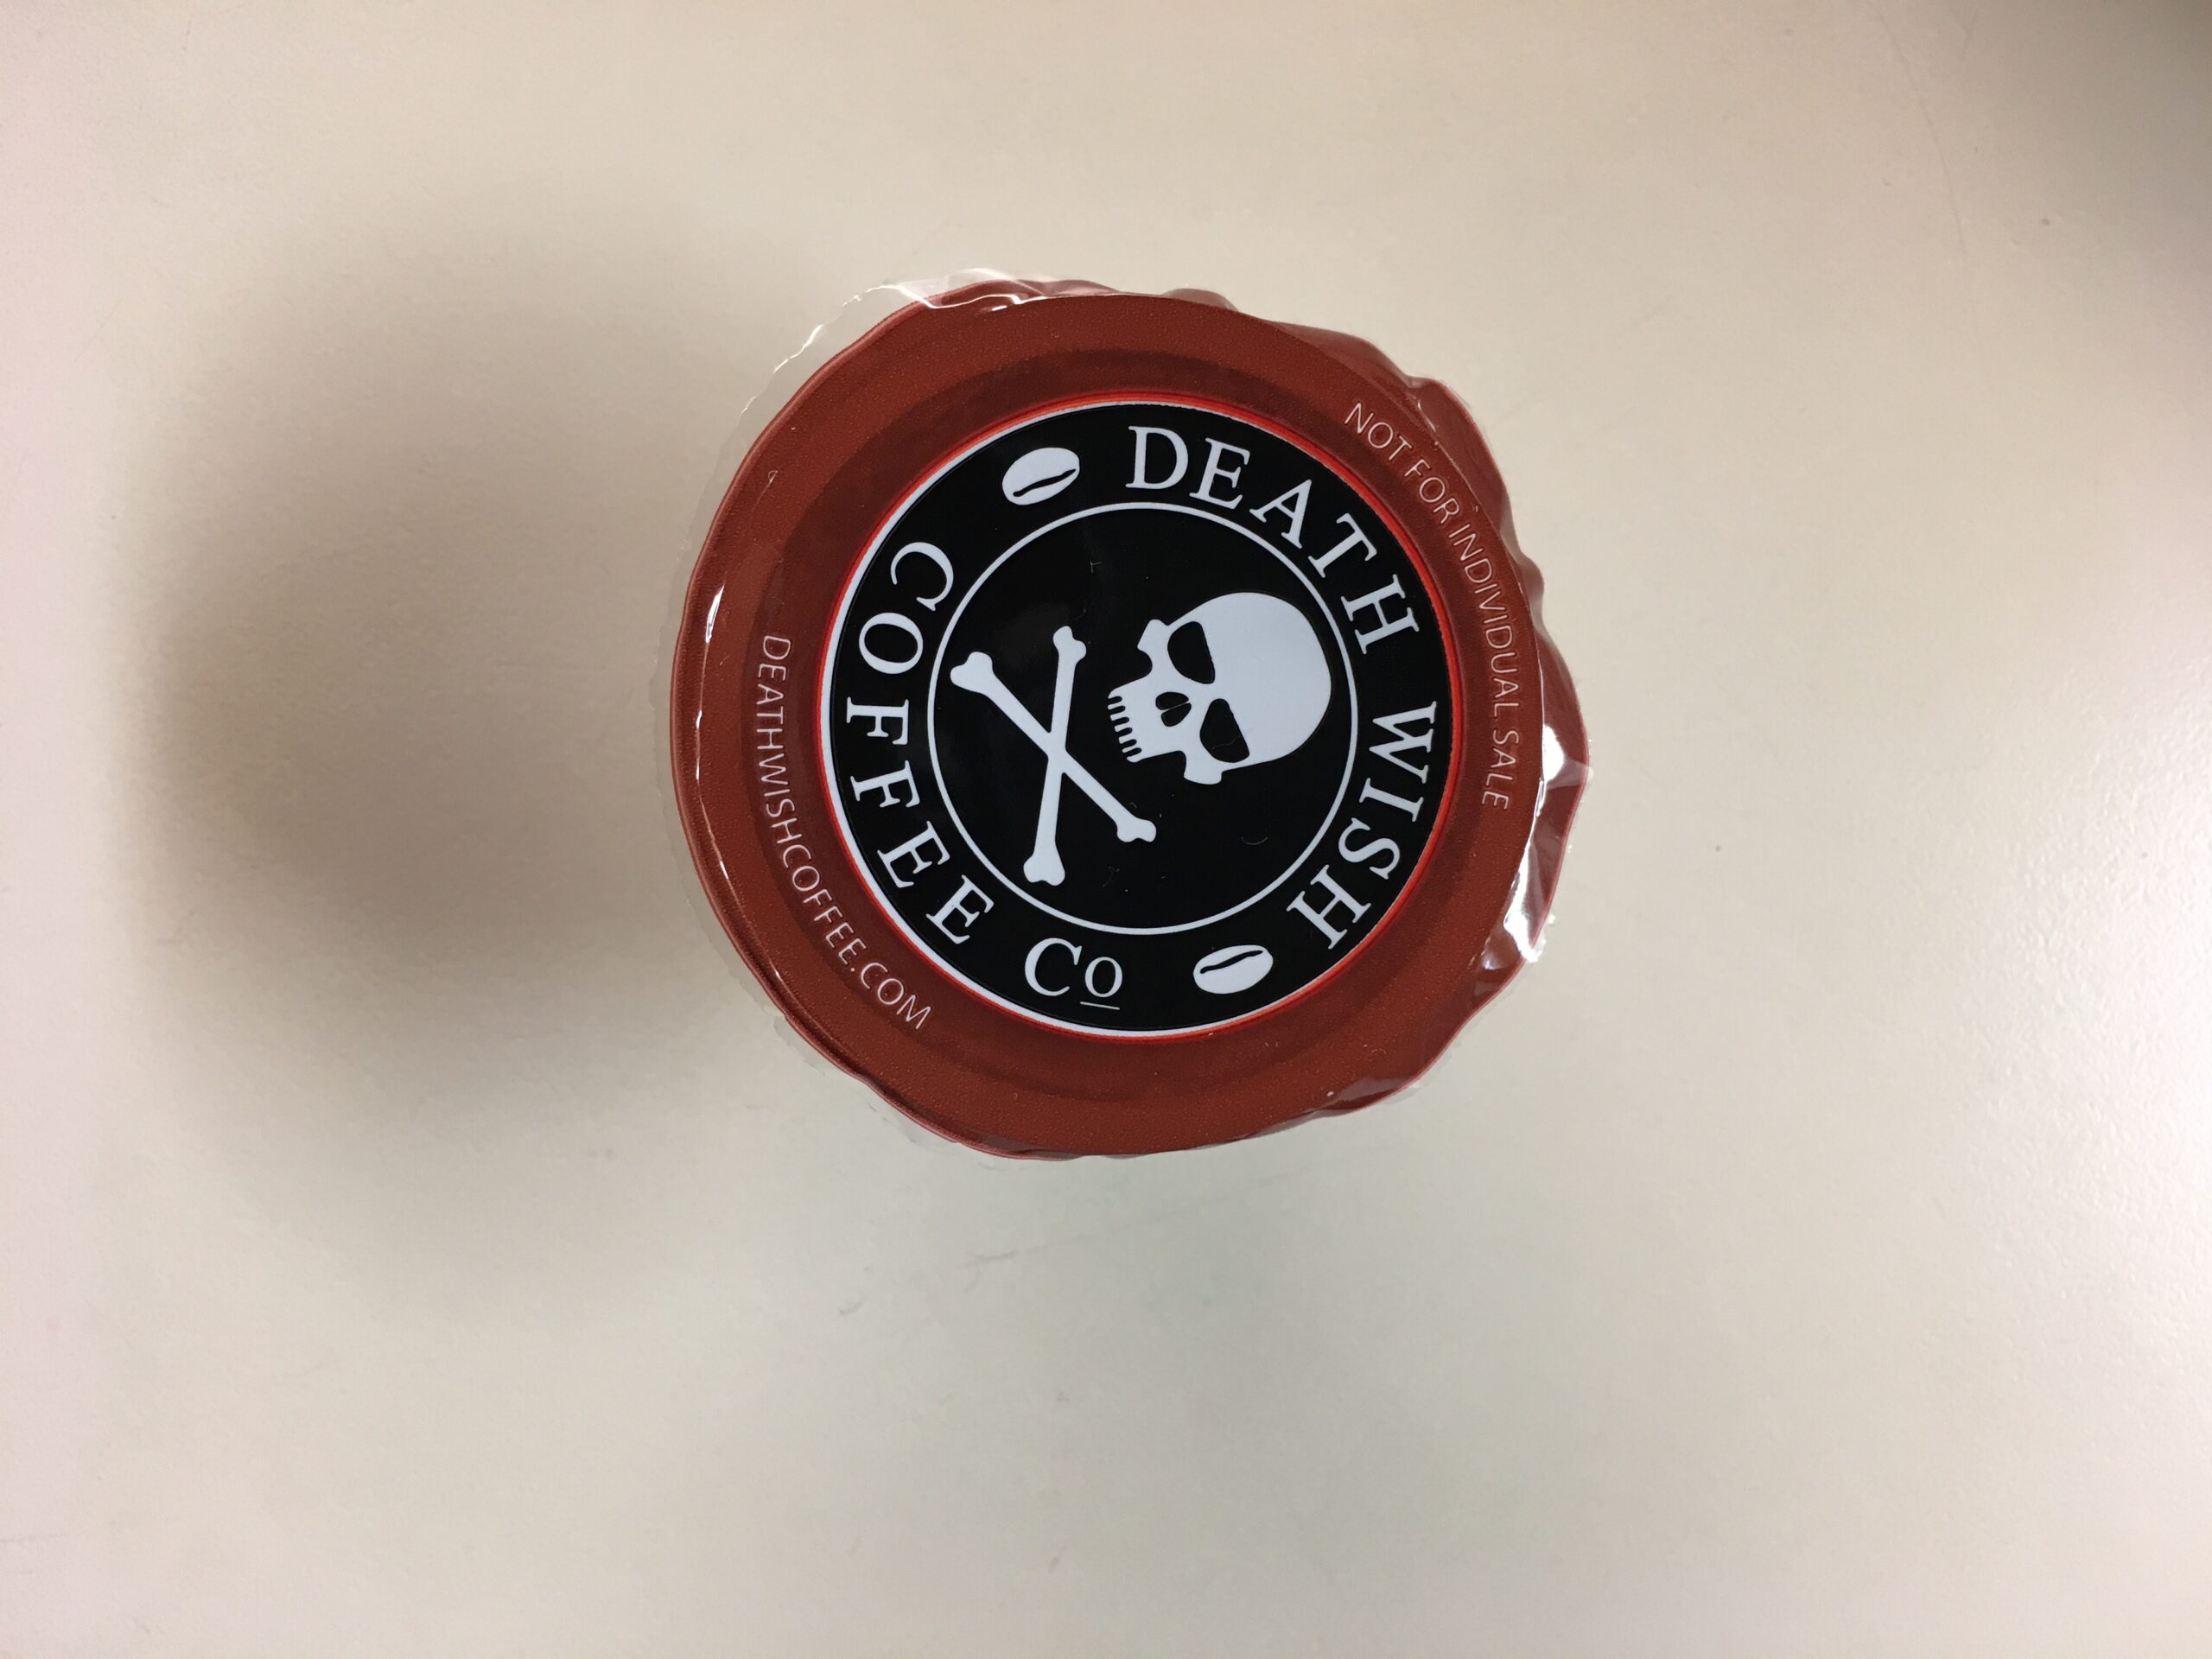 DEATH WISH
COFFEE Co
NOT FOR INDIVIDUAL SALE
DEATHWISHCOFFEE.COM